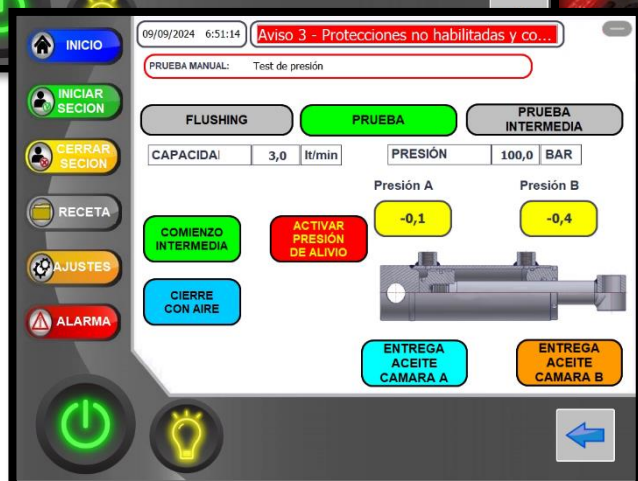 INICIO
INICIAR
SECION
CERRAR
SECION
RECETA
AJUSTES
ALARMA
09/09/2024 6:51:14
Aviso 3 - Protecciones no habilitadas y co...
PRUEBA MANUAL: Test de presión
FLUSHING
PRUEBA
PRUEBA
INTERMEDIA
CAPACIDA 3,0 lt/min
PRESIÓN 100,0 BAR
Presión A
Presión B
-0,1
-0,4
COMIENZO
INTERMEDIA
ACTIVAR
PRESIÓN
DE ALIVIO
CIERRE
CON AIRE
ENTREGA
ACEITE
CAMARA A
ENTREGA
ACEITE
CAMARA B